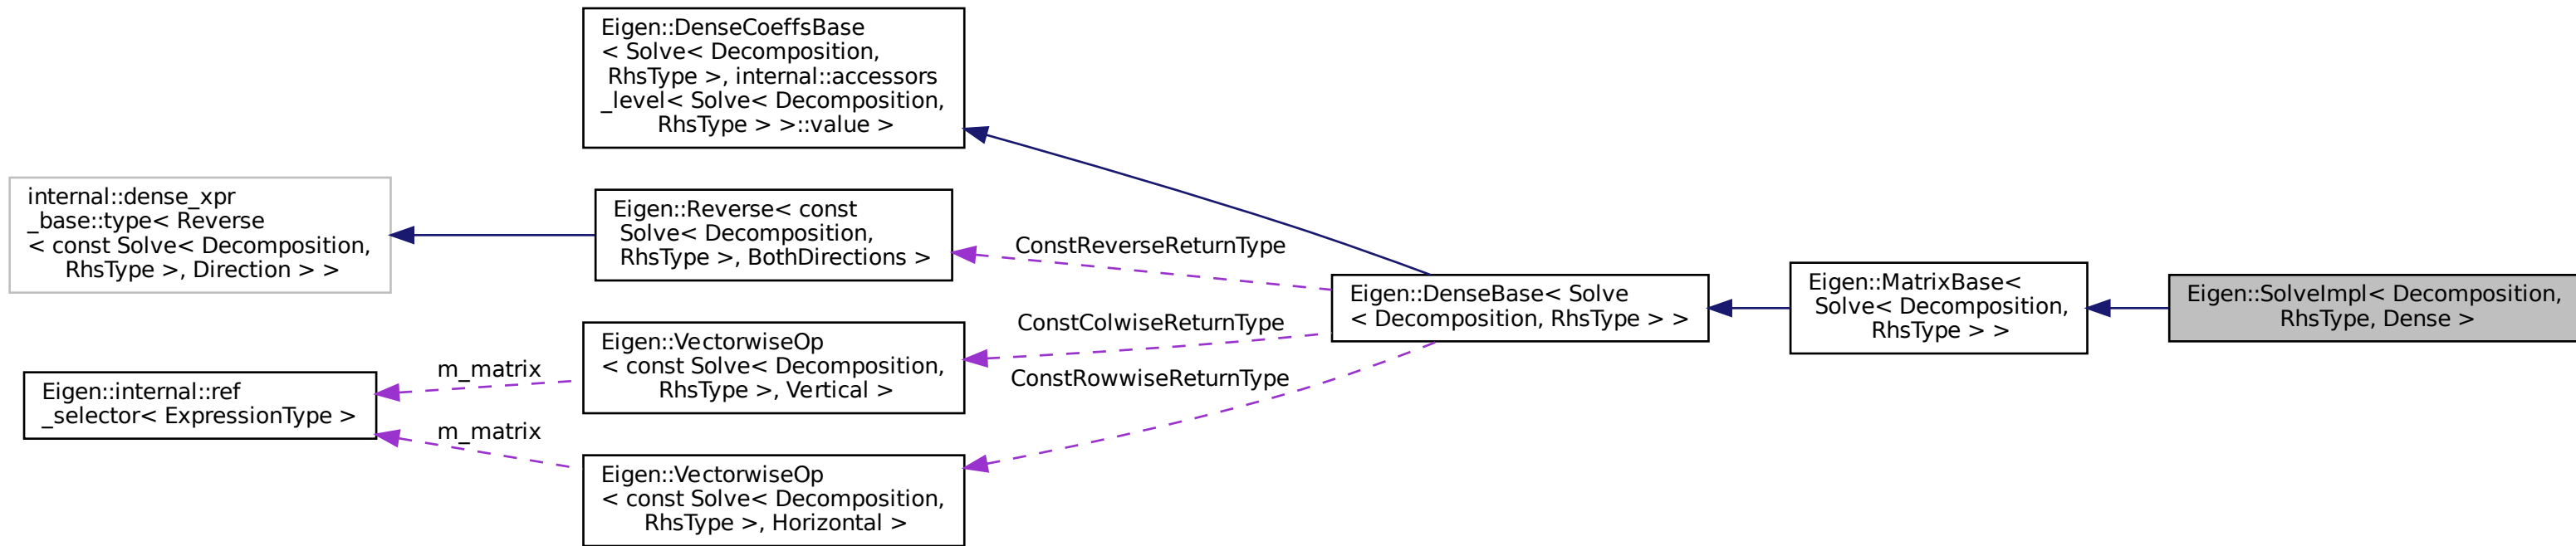 Eigen::DenseCoeffsBase
< Solve< Decomposition,
RhsType >, internal::accessors
_level< Solve< Decomposition,
RhsType > >::value >
internal::dense_xpr
_base::type< Reverse
< const Solve< Decomposition,
RhsType >, Direction > >
Eigen::Reverse< const
Solve< Decomposition,
RhsType >, BothDirections >
ConstReverseReturnType
Eigen::DenseBase< Solve
< Decomposition, RhsType > >
Eigen::MatrixBase<
Solve< Decomposition,
RhsType > >
Eigen::SolveImpl< Decomposition,
RhsType, Dense >
ConstColwiseReturnType
Eigen::VectorwiseOp
< const Solve< Decomposition,
RhsType >, Vertical >
m_matrix
ConstRowwiseReturnType
Eigen::internal::ref
_selector< ExpressionType >
m_matrix
Eigen::VectorwiseOp
< const Solve< Decomposition,
RhsType >, Horizontal >